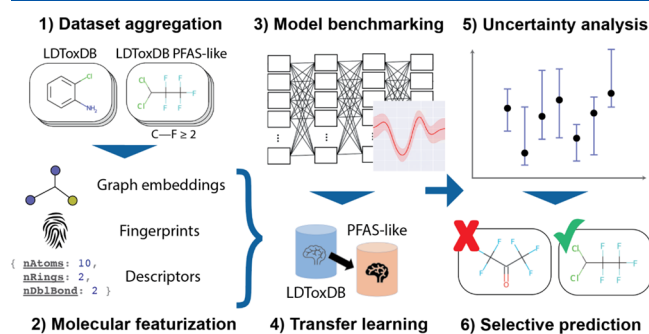 1) Dataset aggregation
LDToxDB
LDToxDB PFAS-like
Cl
NH₂
Cl
Cl
F
F
F
F
F
C—F ≥ 2
Graph embeddings
Fingerprints
{ nAtoms: 10,
nRings: 2,
nDblBond: 2 }
Descriptors
2) Molecular featurization
3) Model benchmarking
PFAS-like
LDToxDB
4) Transfer learning
5) Uncertainty analysis
F
F
F
F
F
F
O
Cl
Cl
F
F
F
F
F
6) Selective prediction